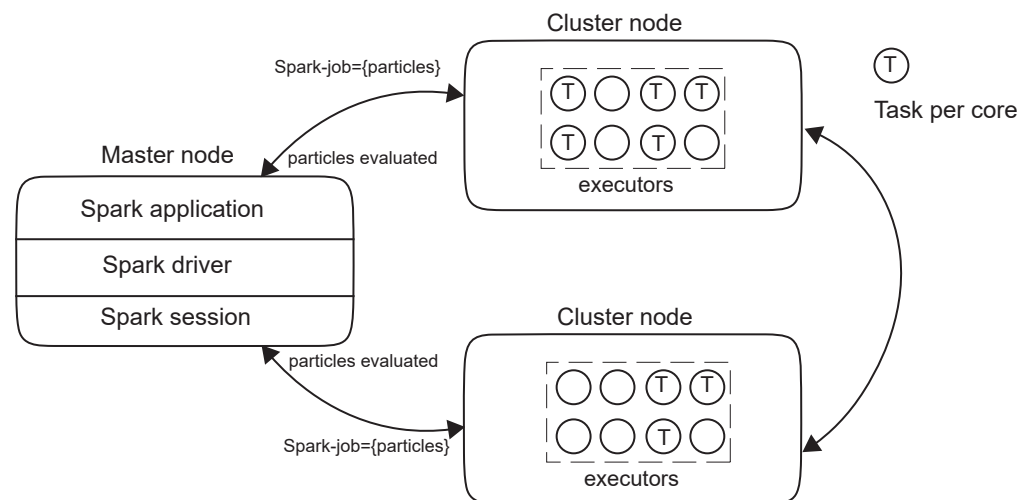 Cluster node
Spark-job={particles}
T
T T T
Task per core
T T
particles evaluated
Master node
executors
Spark application
Spark driver
Spark session
Cluster node
particles evaluated
T T
T
Spark-job={particles}
executors